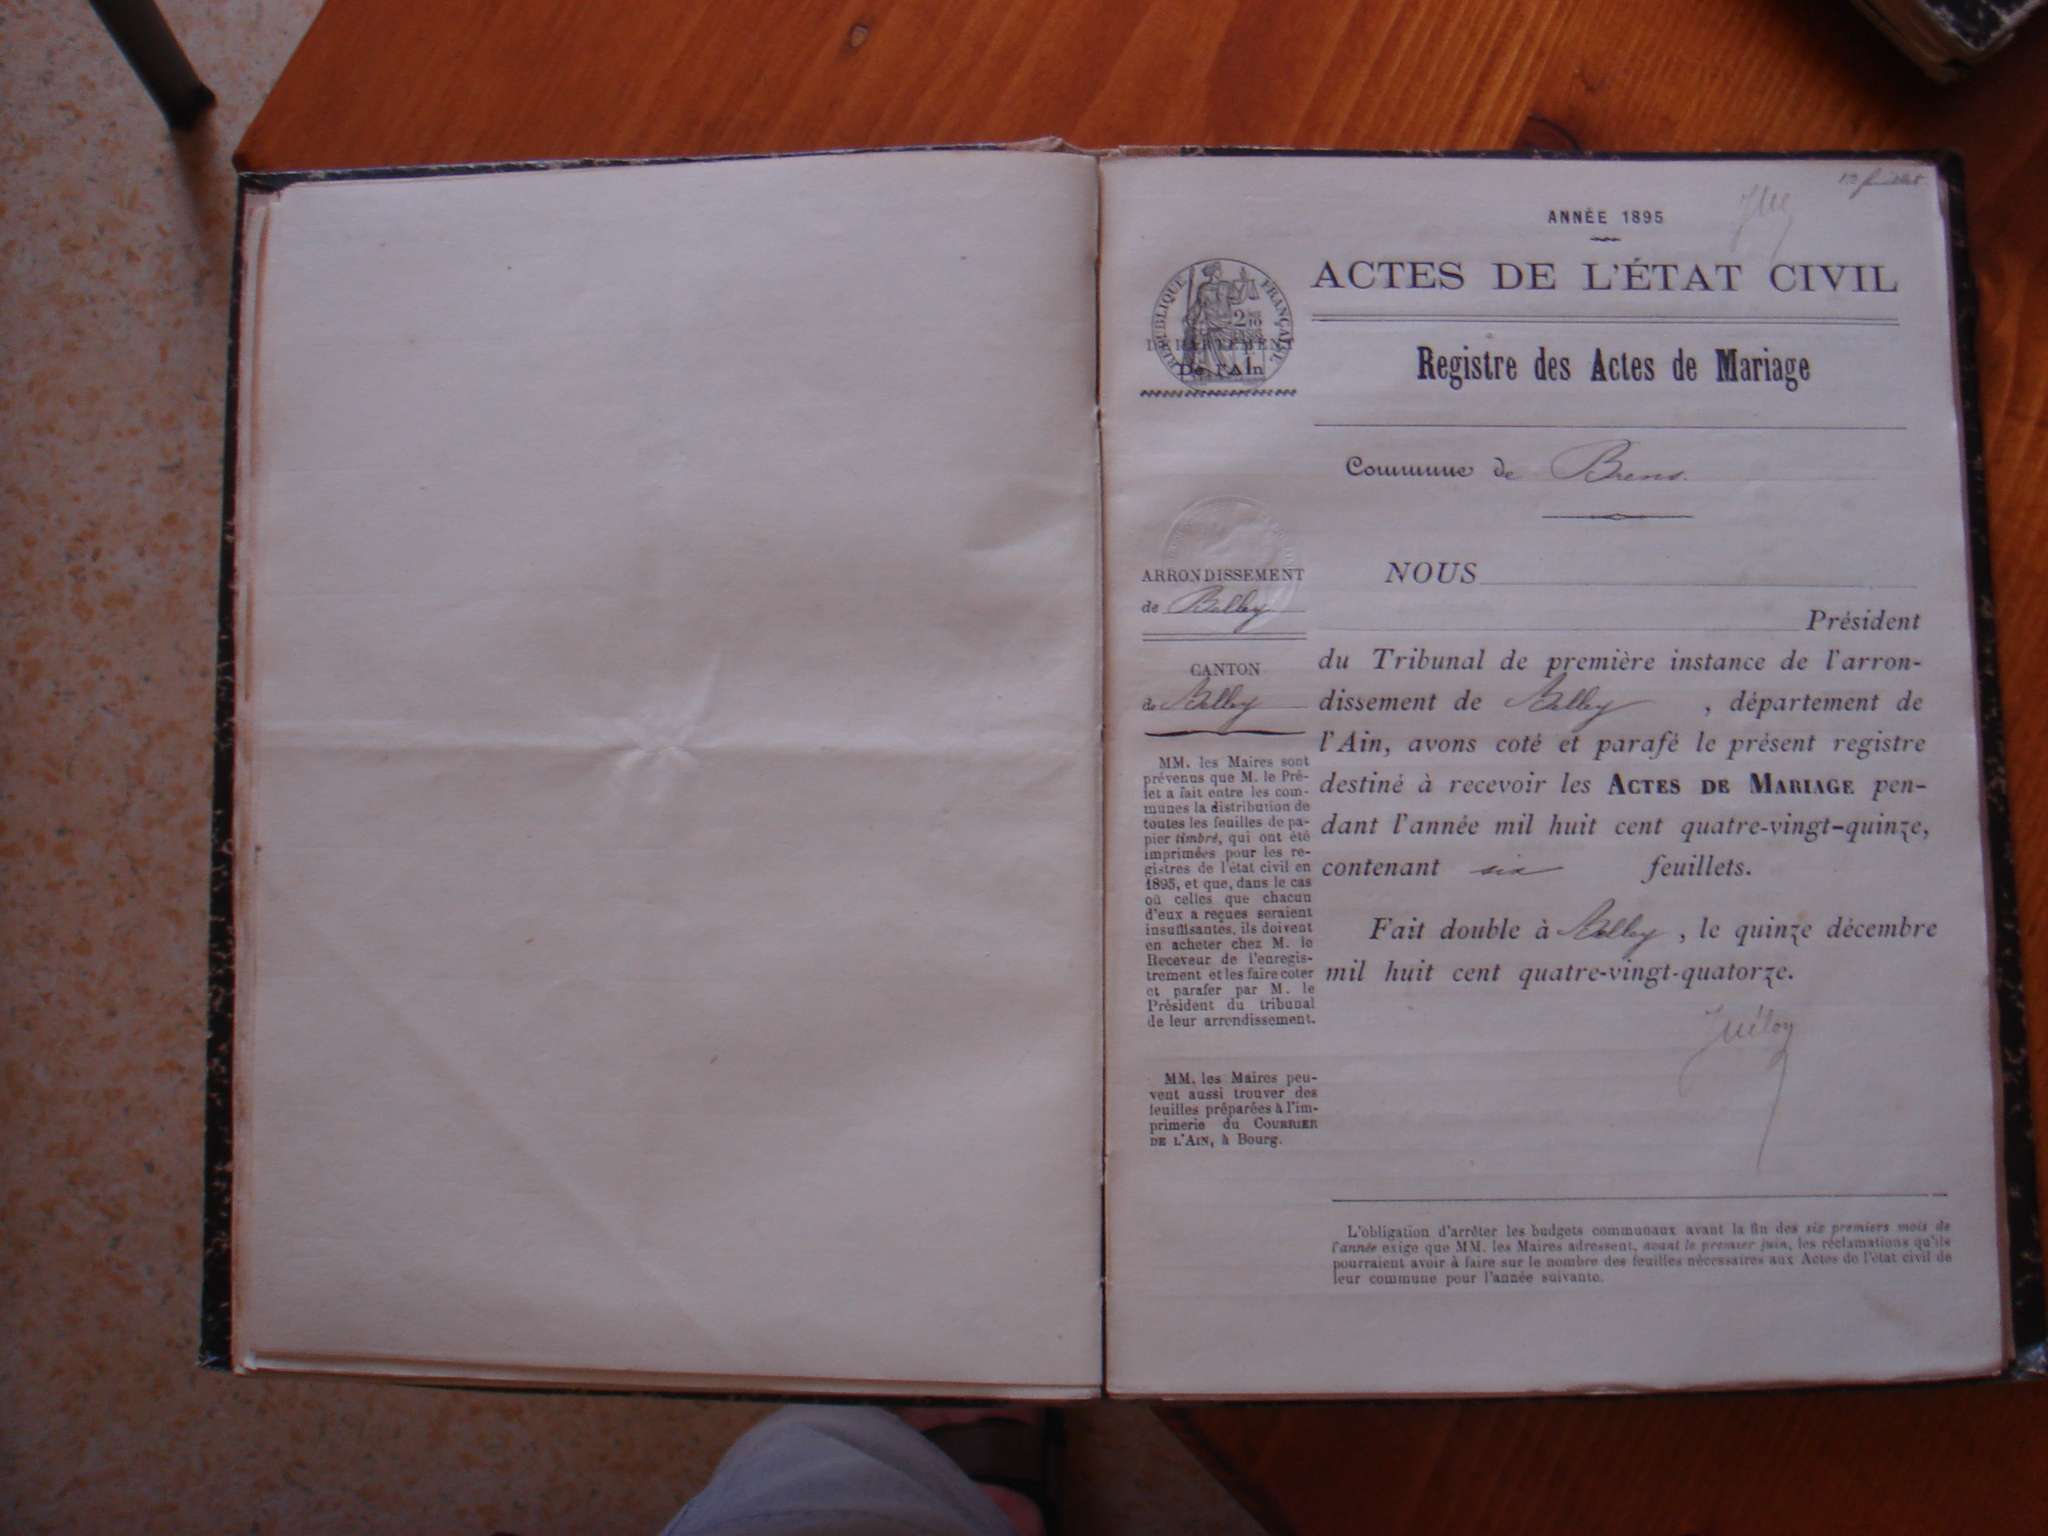 feuillet
ANNÉE 1895
ACTES DE L'ÉTAT CIVIL
RÉPUBLIQUE FRANÇAISE
DÉPARTEMENT
De l'Ain
Registre des Actes de Mariage
Commune de Brens.
ARRONDISSEMENT
de Belley
CANTON
de Belley
MM. les Maires sont
prévenus que M. le Pré-
fet a fait entre les com-
munes la distribution de
toutes les feuilles de pa-
pier timbré, qui ont été
imprimées pour les re-
gistres de l'état civil en
1895, et que, dans le cas
où celles que chacun
d'eux a reçues seraient
insuffisantes, ils doivent
en acheter chez M. le
Receveur de l'enregis-
trement et les faire coter
et parafer par M. le
Président du tribunal
de leur arrondissement.
MM. les Maires peu-
vent aussi trouver des
feuilles préparées à l'im-
primerie du COURRIER
DE L'AIN, à Bourg.
NOUS
Président
du Tribunal de première instance de l'arron-
dissement de Belley , département de
l'Ain, avons coté et parafé le présent registre
destiné à recevoir les ACTES DE MARIAGE pen-
dant l'année mil huit cent quatre-vingt-quinze,
contenant six feuillets.
Fait double à Belley, le quinze décembre
mil huit cent quatre-vingt-quatorze.
L'obligation d'arrêter les budgets communaux avant la fin des six premiers mois de
l'année exige que MM. les Maires adressent, avant le premier juin, les réclamations qu'ils
pourraient avoir à faire sur le nombre des feuilles nécessaires aux Actes de l'état civil de
leur commune pour l'année suivante.